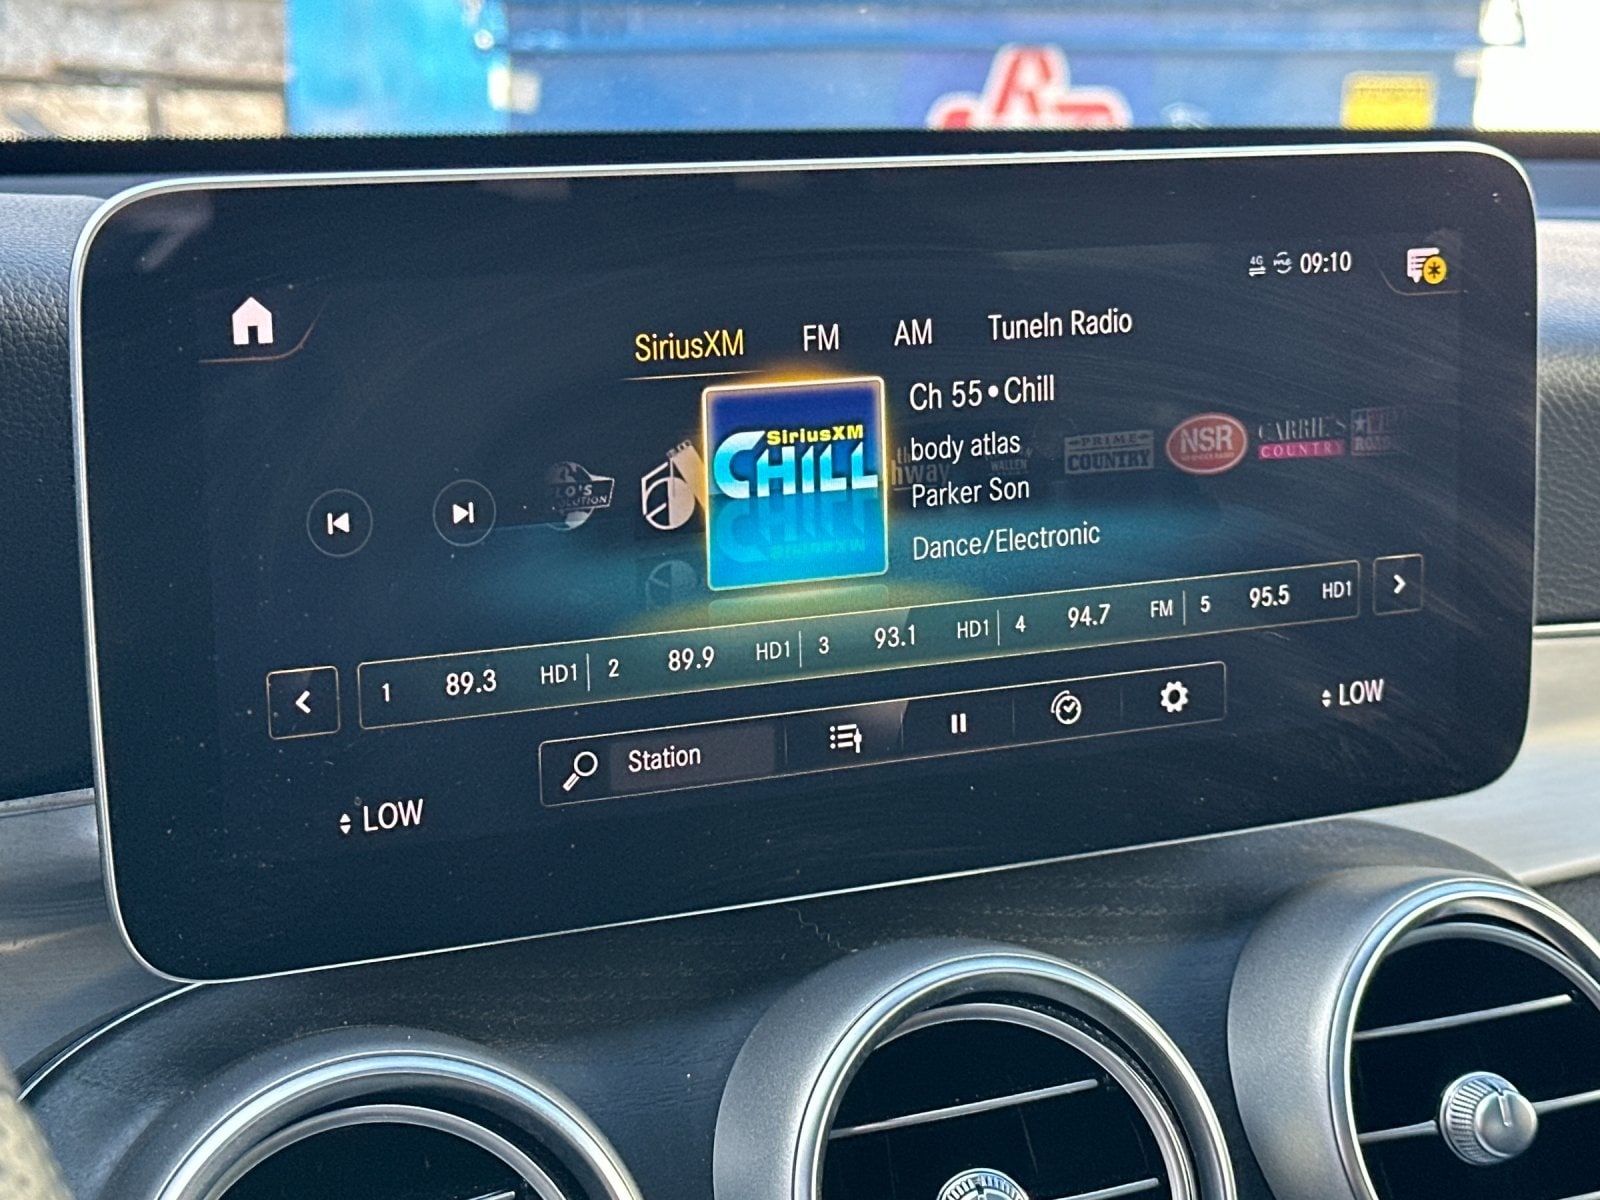 4G me 09:10
SiriusXM FM AM TuneIn Radio
Ch 55 • Chill
body atlas
Parker Son
Dance/Electronic
SiriusXM
CHILL
PRIME
COUNTRY
NSR
CARRIE'S
COUNTRY
1 89.3 HD1 2 89.9 HD1 3 93.1 HD1 4 94.7 FM 5 95.5 HD1
Station
LOW
LOW